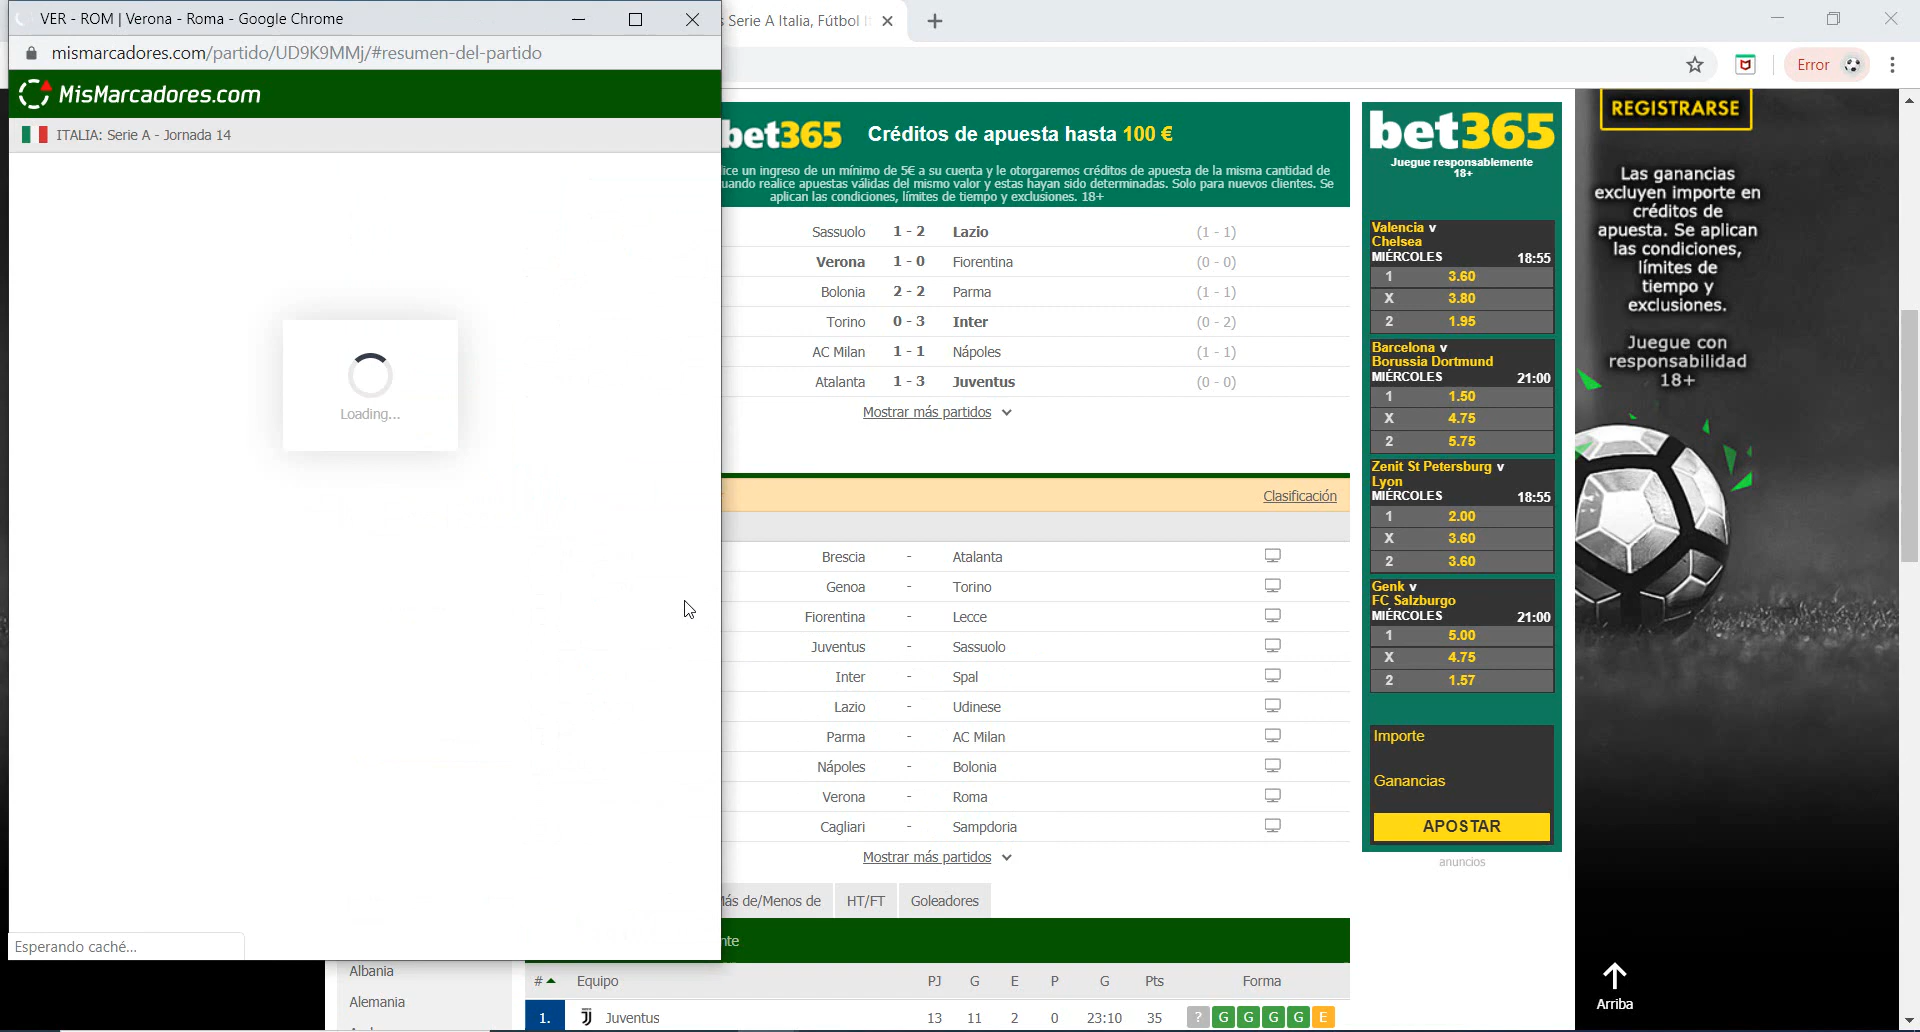 VER - ROM | Verona - Roma - Google Chrome
mismarcadores.com/partido/UD9K9MMj/#resumen-del-partido
MisMarcadores.com
ITALIA: Serie A - Jornada 14
Loading...
Esperando caché...
Serie A Italia, Fútbol
Error
bet365
Créditos de apuesta hasta 100 €
ice un ingreso de un mínimo de 5€ a su cuenta y le otorgaremos créditos de apuesta de la misma cantidad de
uando realice apuestas válidas del mismo valor y estas hayan sido determinadas. Solo para nuevos clientes. Se
aplican las condiciones, límites de tiempo y exclusiones. 18+
Sassuolo 1 - 2 Lazio (1 - 1)
Verona 1 - 0 Fiorentina (0 - 0)
Bolonia 2 - 2 Parma (1 - 1)
Torino 0 - 3 Inter (0 - 2)
AC Milan 1 - 1 Nápoles (1 - 1)
Atalanta 1 - 3 Juventus (0 - 0)
Mostrar más partidos
Clasificación
Brescia - Atalanta
Genoa - Torino
Fiorentina - Lecce
Juventus - Sassuolo
Inter - Spal
Lazio - Udinese
Parma - AC Milan
Nápoles - Bolonia
Verona - Roma
Cagliari - Sampdoria
Mostrar más partidos
Más de/Menos de HT/FT Goleadores
nte
# Equipo PJ G E P G Pts Forma
1. Juventus 13 11 2 0 23:10 35 ? G G G G E
Albania
Alemania
bet365
Juegue responsablemente
18+
Valencia v
Chelsea
MIÉRCOLES 18:55
1 3.60
X 3.80
2 1.95
Barcelona v
Borussia Dortmund
MIÉRCOLES 21:00
1 1.50
X 4.75
2 5.75
Zenit St Petersburg v
Lyon
MIÉRCOLES 18:55
1 2.00
X 3.60
2 3.60
Genk v
FC Salzburgo
MIÉRCOLES 21:00
1 5.00
X 4.75
2 1.57
Importe
Ganancias
APOSTAR
anuncios
REGISTRARSE
Las ganancias
excluyen importe en
créditos de
apuesta. Se aplican
las condiciones,
límites de
tiempo y
exclusiones.
Juegue con
responsabilidad
18+
Arriba